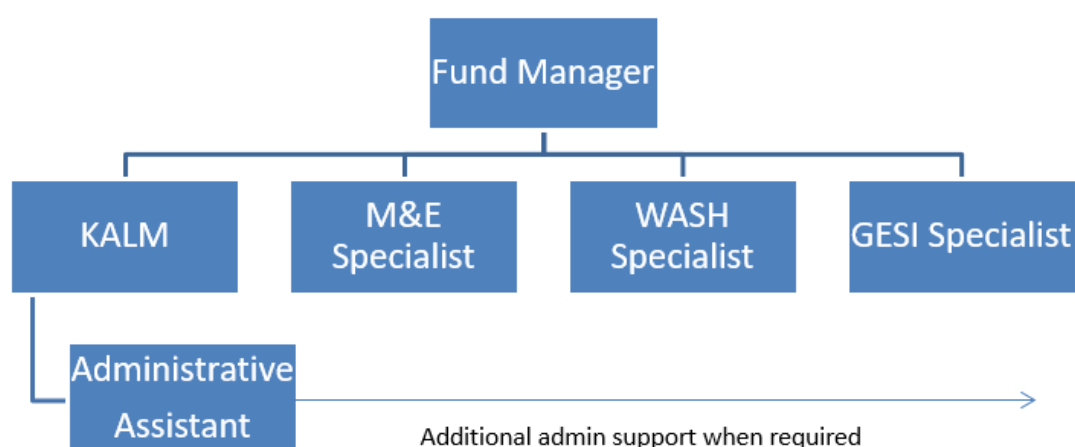 Fund Manager
KALM
M&E
Specialist
WASH
Specialist
GESI Specialist
Administrative
Assistant
Additional admin support when required